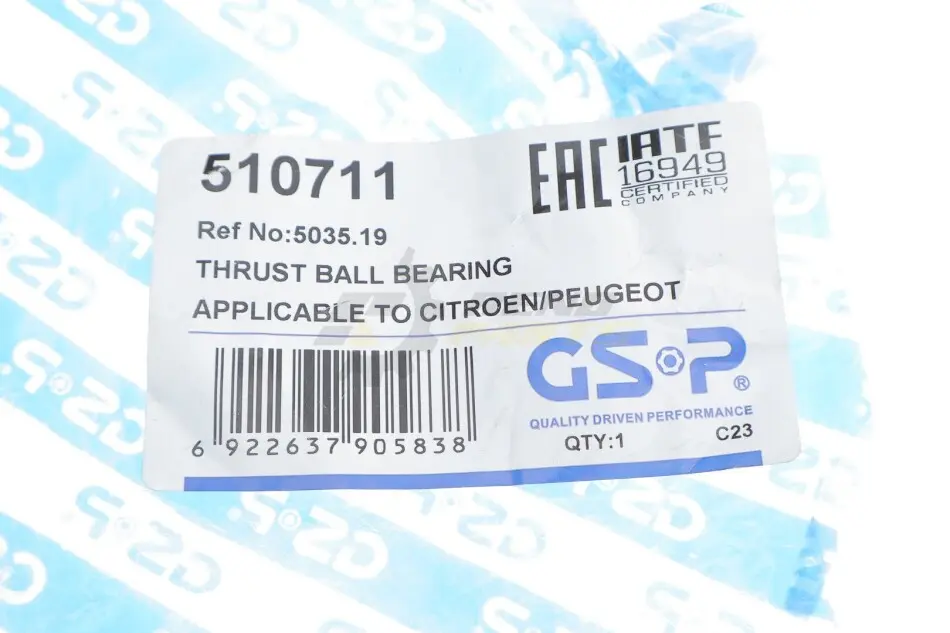 510711
EAC
IATF
16949
CERTIFIED
COMPANY
Ref No:5035.19
THRUST BALL BEARING
APPLICABLE TO CITROEN/PEUGEOT
GSP®
QUALITY DRIVEN PERFORMANCE
6 922637 905838
QTY:1
C23